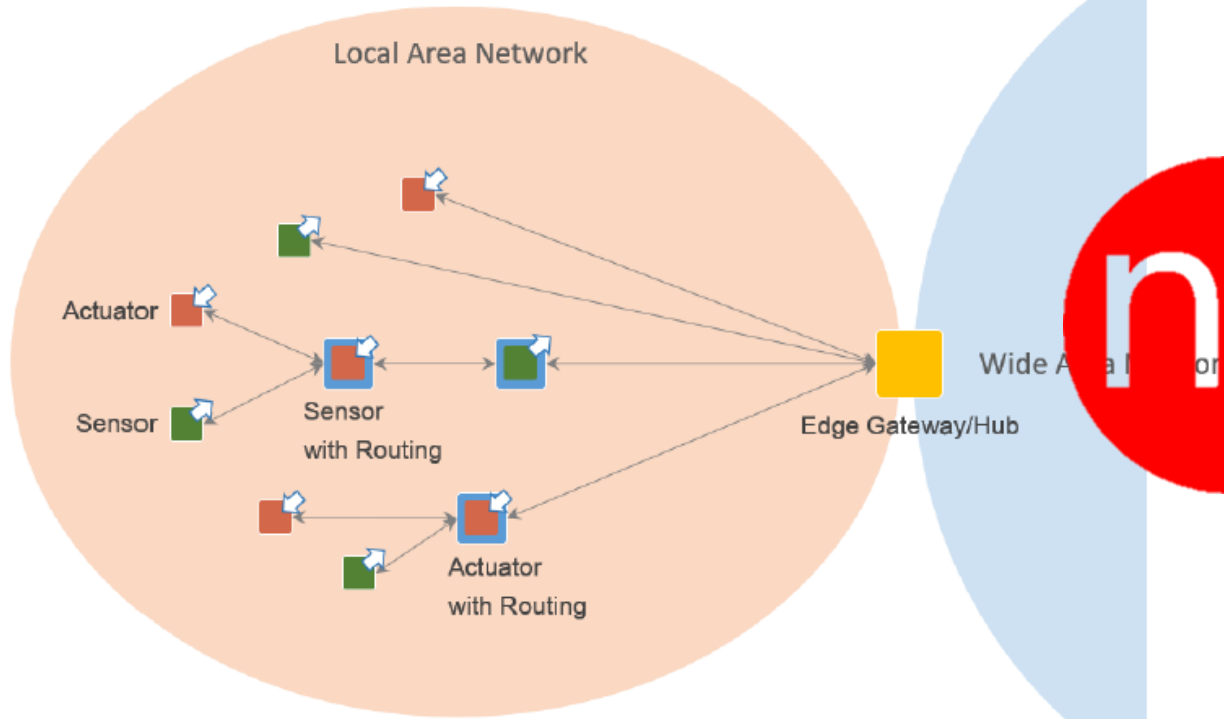 Local Area Network
Actuator
Sensor
Sensor
with Routing
Edge Gateway/Hub
Wide
n
Actuator
with Routing